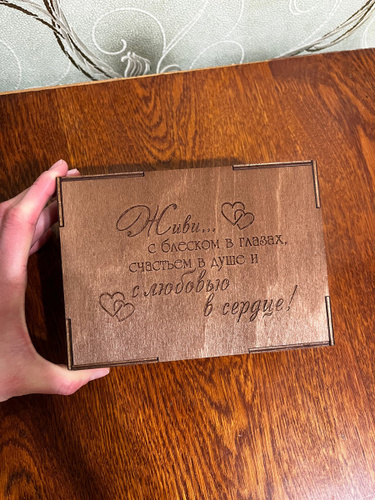 Живи...
с блеском в глазах,
счастьем в душе и
с любовью
в сердце!